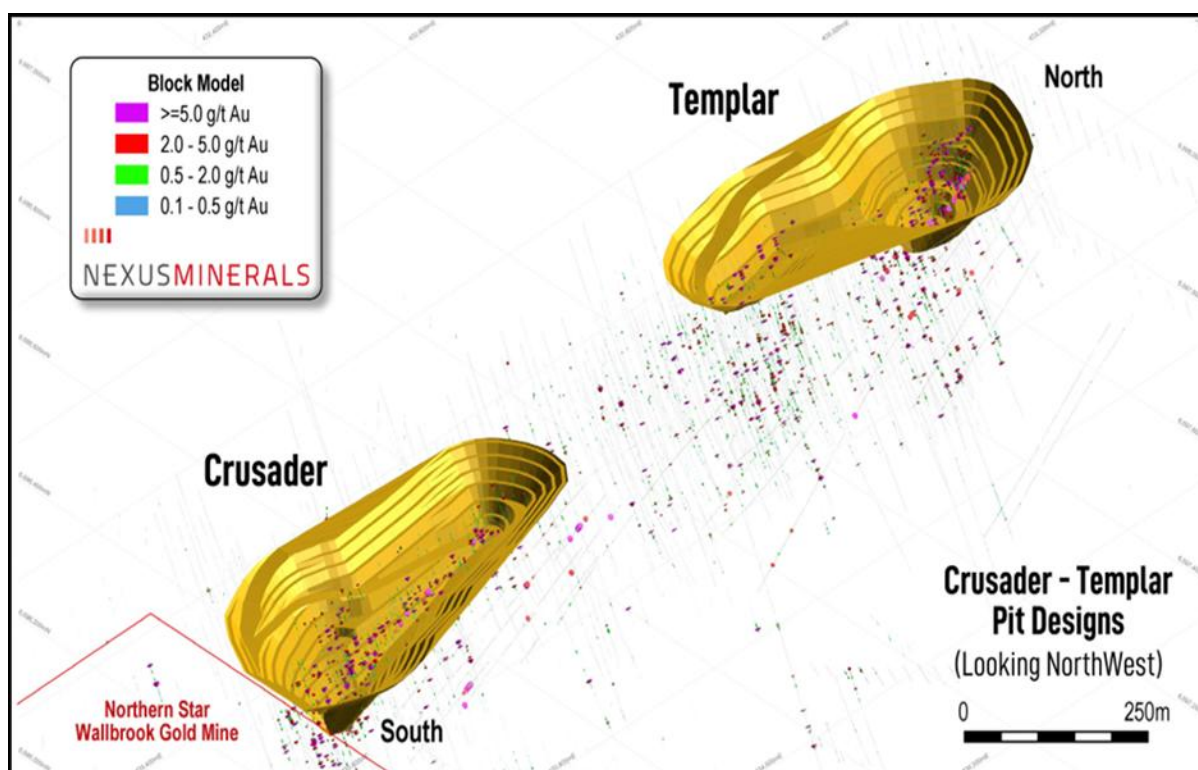 Block Model
>=5.0 g/t Au
2.0 - 5.0 g/t Au
0.5 - 2.0 g/t Au
0.1 - 0.5 g/t Au
NEXUSMINERALS
Templar
North
Crusader
South
Northern Star
Wallbrook Gold Mine
Crusader - Templar
Pit Designs
(Looking NorthWest)
0 250m